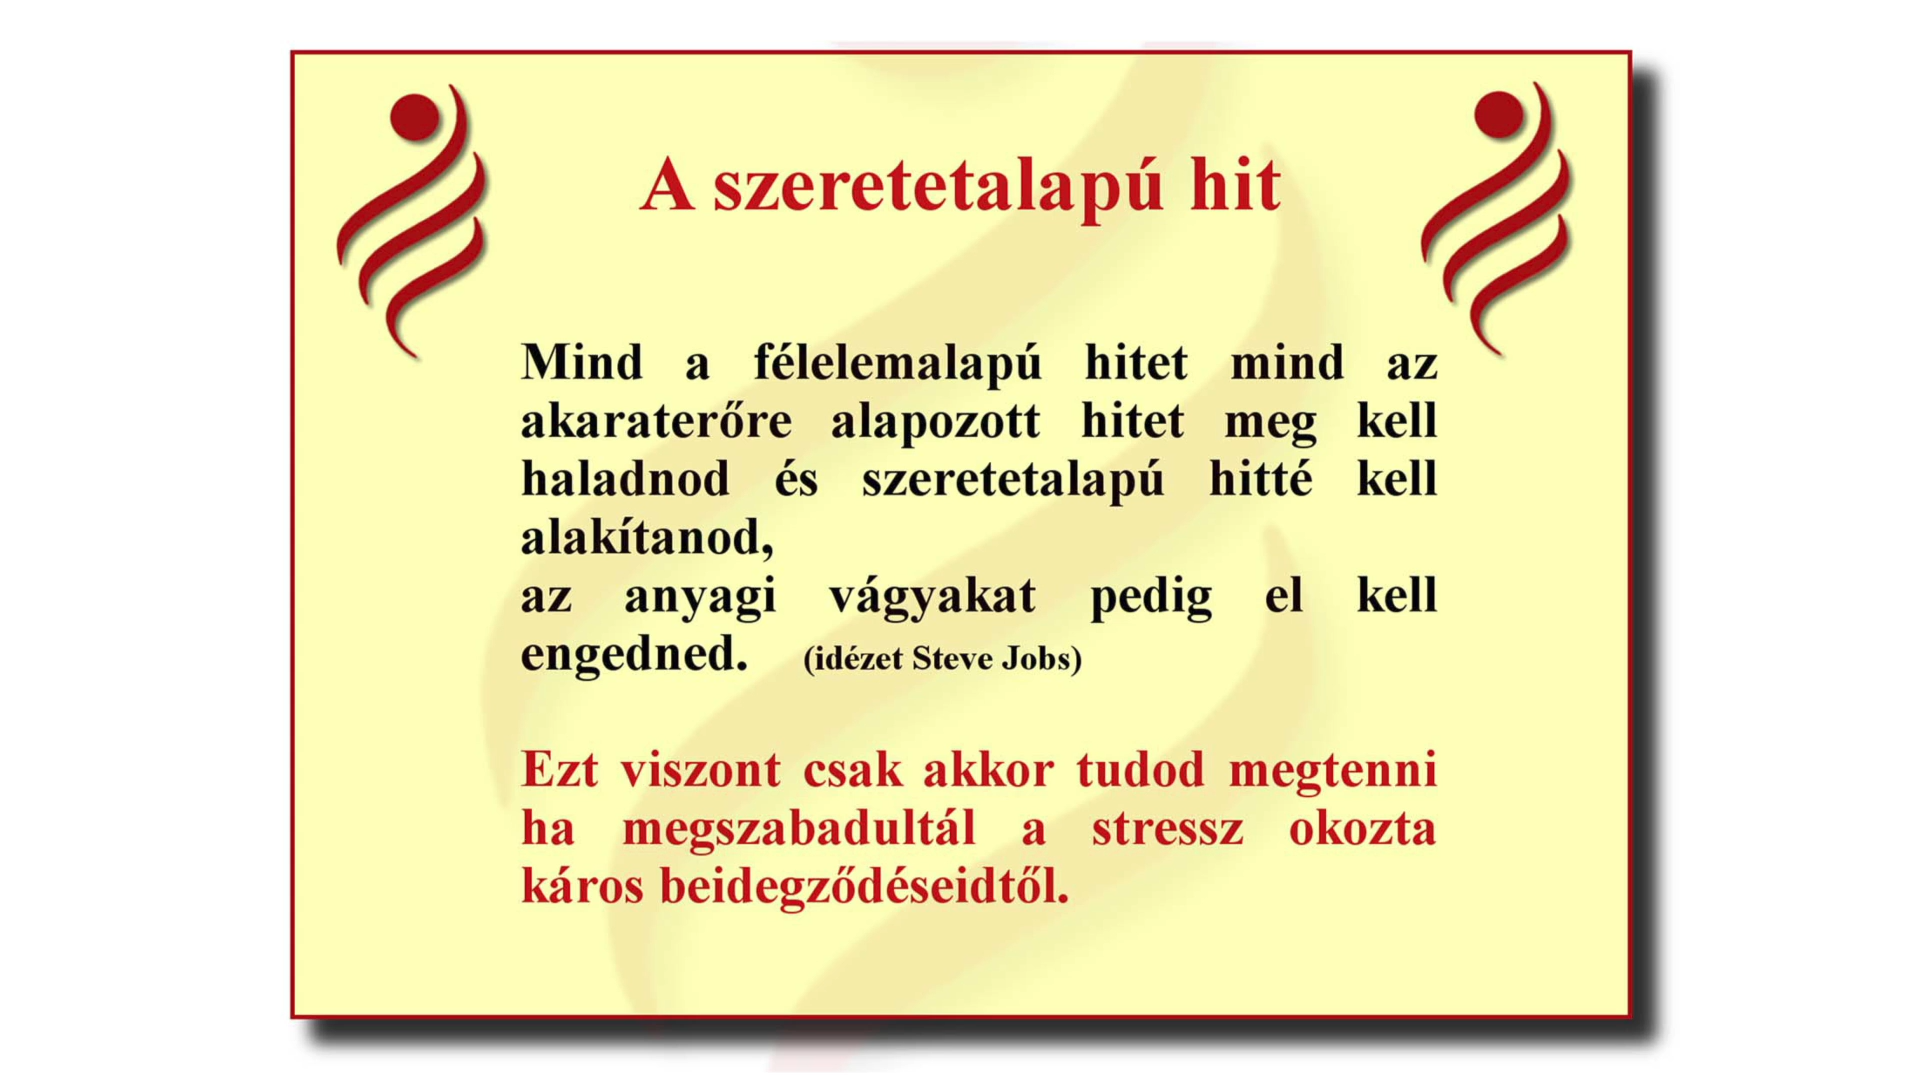 A szeretetalapú hit
Mind a félelemalapú hitet mind az
akaraterőre alapozott hitet meg kell
haladnod és szeretetalapú hitté kell
alakítanod,
az anyagi vágyakat pedig el kell
engedned. (idézet Steve Jobs)
Ezt viszont csak akkor tudod megtenni
ha megszabadultál a stressz okozta
káros beidegződéseidtől.